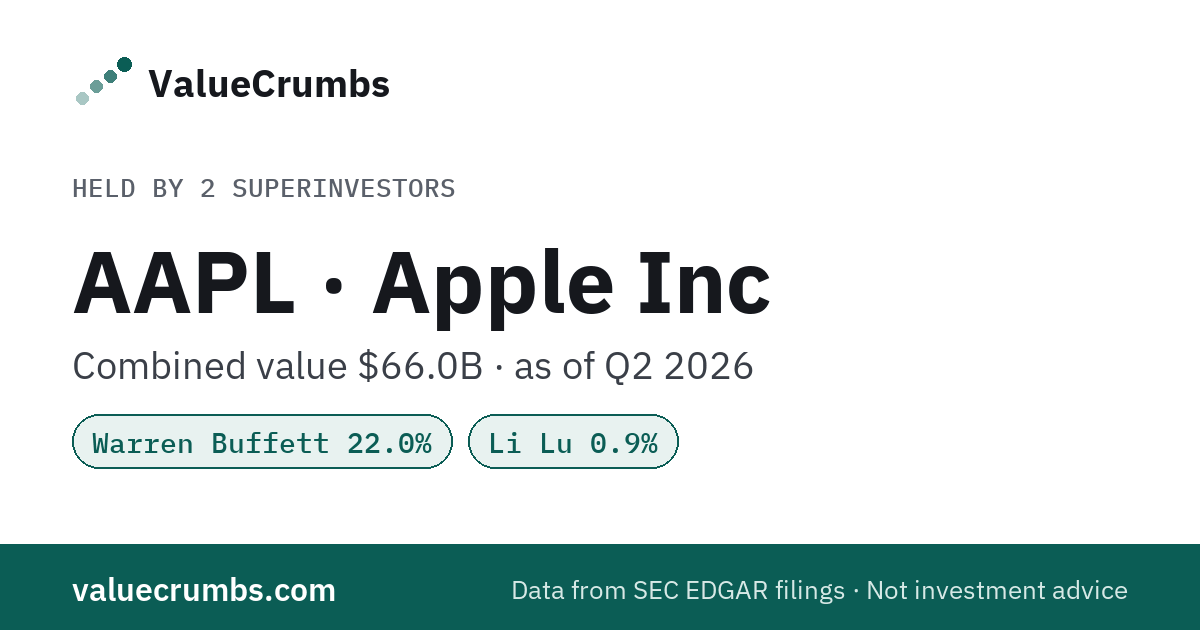 ValueCrumbs
HELD BY 2 SUPERINVESTORS
AAPL · Apple Inc
Combined value $66.0B · as of Q2 2026
Warren Buffett 22.0% Li Lu 0.9%
valuecrumbs.com Data from SEC EDGAR filings · Not investment advice